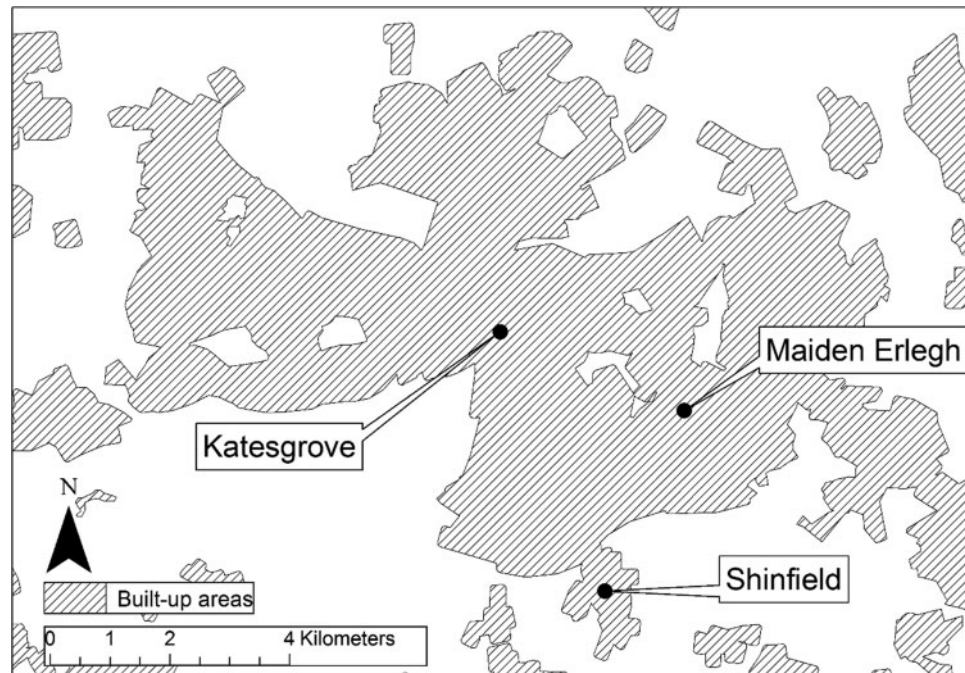 Maiden Erlegh
Katesgrove
N
Shinfield
Built-up areas
0 1 2 4 Kilometers